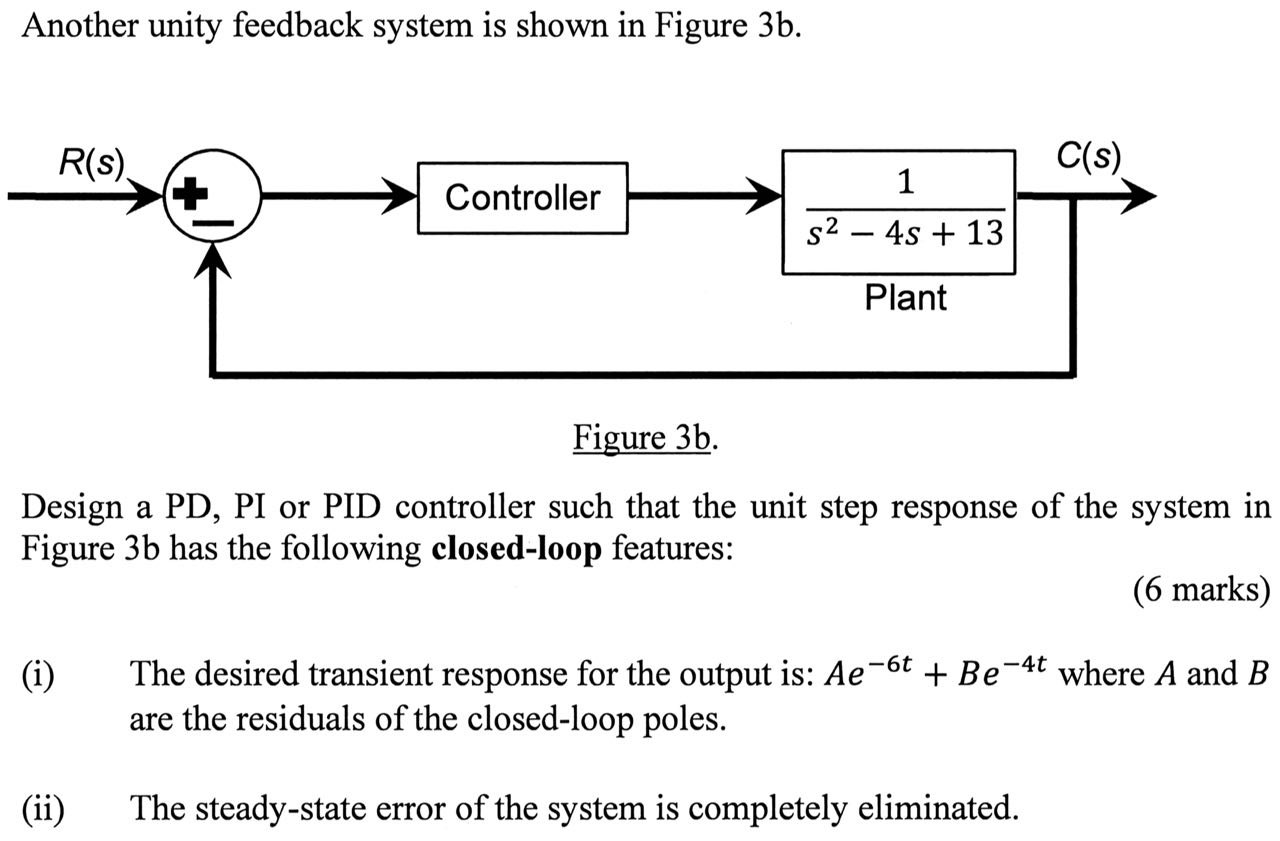 Another unity feedback system is shown in Figure 3b.
R(s)
+
−
Controller
1
s² − 4s + 13
Plant
C(s)
Figure 3b.
Design a PD, PI or PID controller such that the unit step response of the system in
Figure 3b has the following closed-loop features:
(6 marks)
(i) The desired transient response for the output is: Ae⁻⁶ᵗ + Be⁻⁴ᵗ where A and B
are the residuals of the closed-loop poles.
(ii) The steady-state error of the system is completely eliminated.